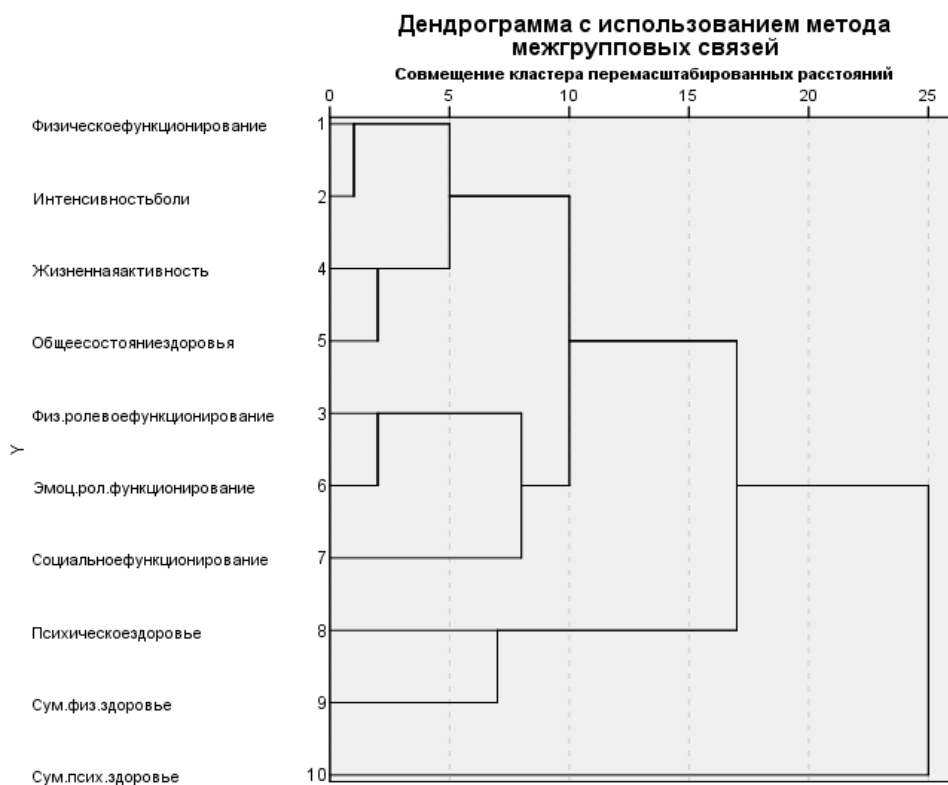 Дендрограмма с использованием метода
межгрупповых связей
Совмещение кластера перемасштабированных расстояний
0 5 10 15 20 25
Физическоефункционирование 1
Интенсивностьболи 2
Жизненнаяактивность 4
Общеесостояниездоровья 5
Физ.ролевоефункционирование 3
Y
Эмоц.рол.функционирование 6
Социальноефункционирование 7
Психическоездоровье 8
Сум.физ.здоровье 9
Сум.псих.здоровье 10